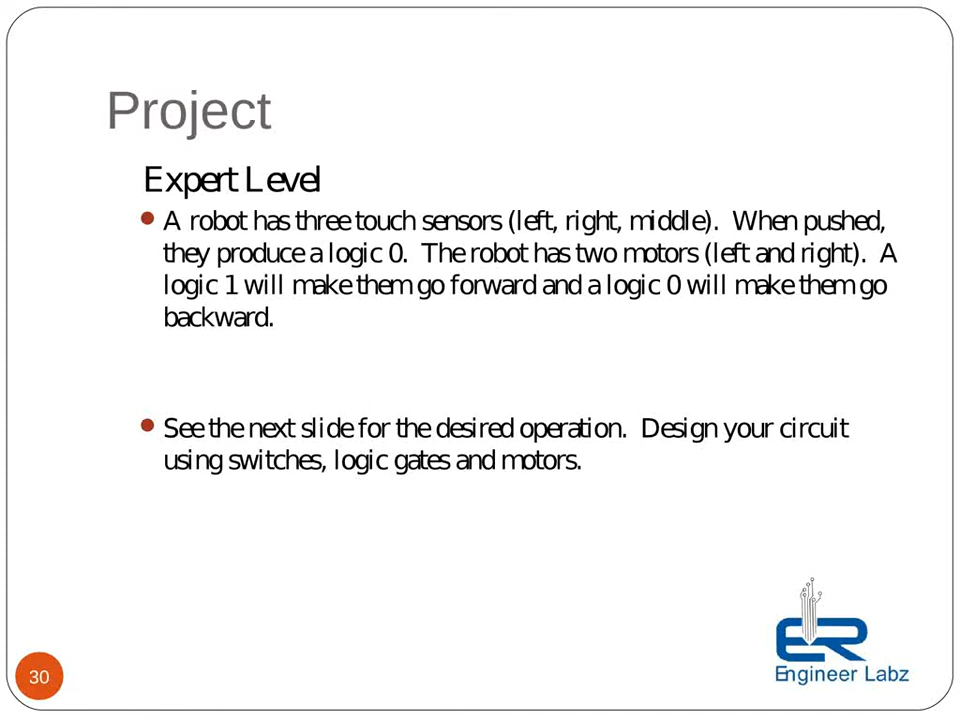 Project
Expert Level
A robot has three touch sensors (left, right, middle). When pushed,
they produce a logic 0. The robot has two motors (left and right). A
logic 1 will make them go forward and a logic 0 will make them go
backward.
See the next slide for the desired operation. Design your circuit
using switches, logic gates and motors.
ER
Engineer Labz
30